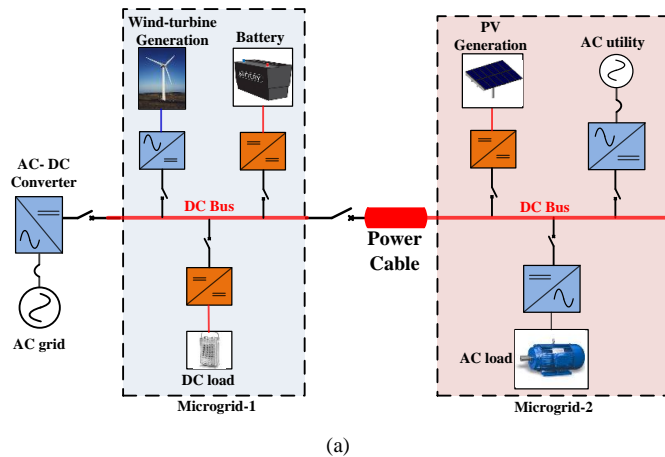 Wind-turbine
Generation
Battery
PV
Generation
AC utility
AC- DC
Converter
DC Bus
DC Bus
Power
Cable
AC grid
DC load
AC load
Microgrid-1
Microgrid-2
(a)